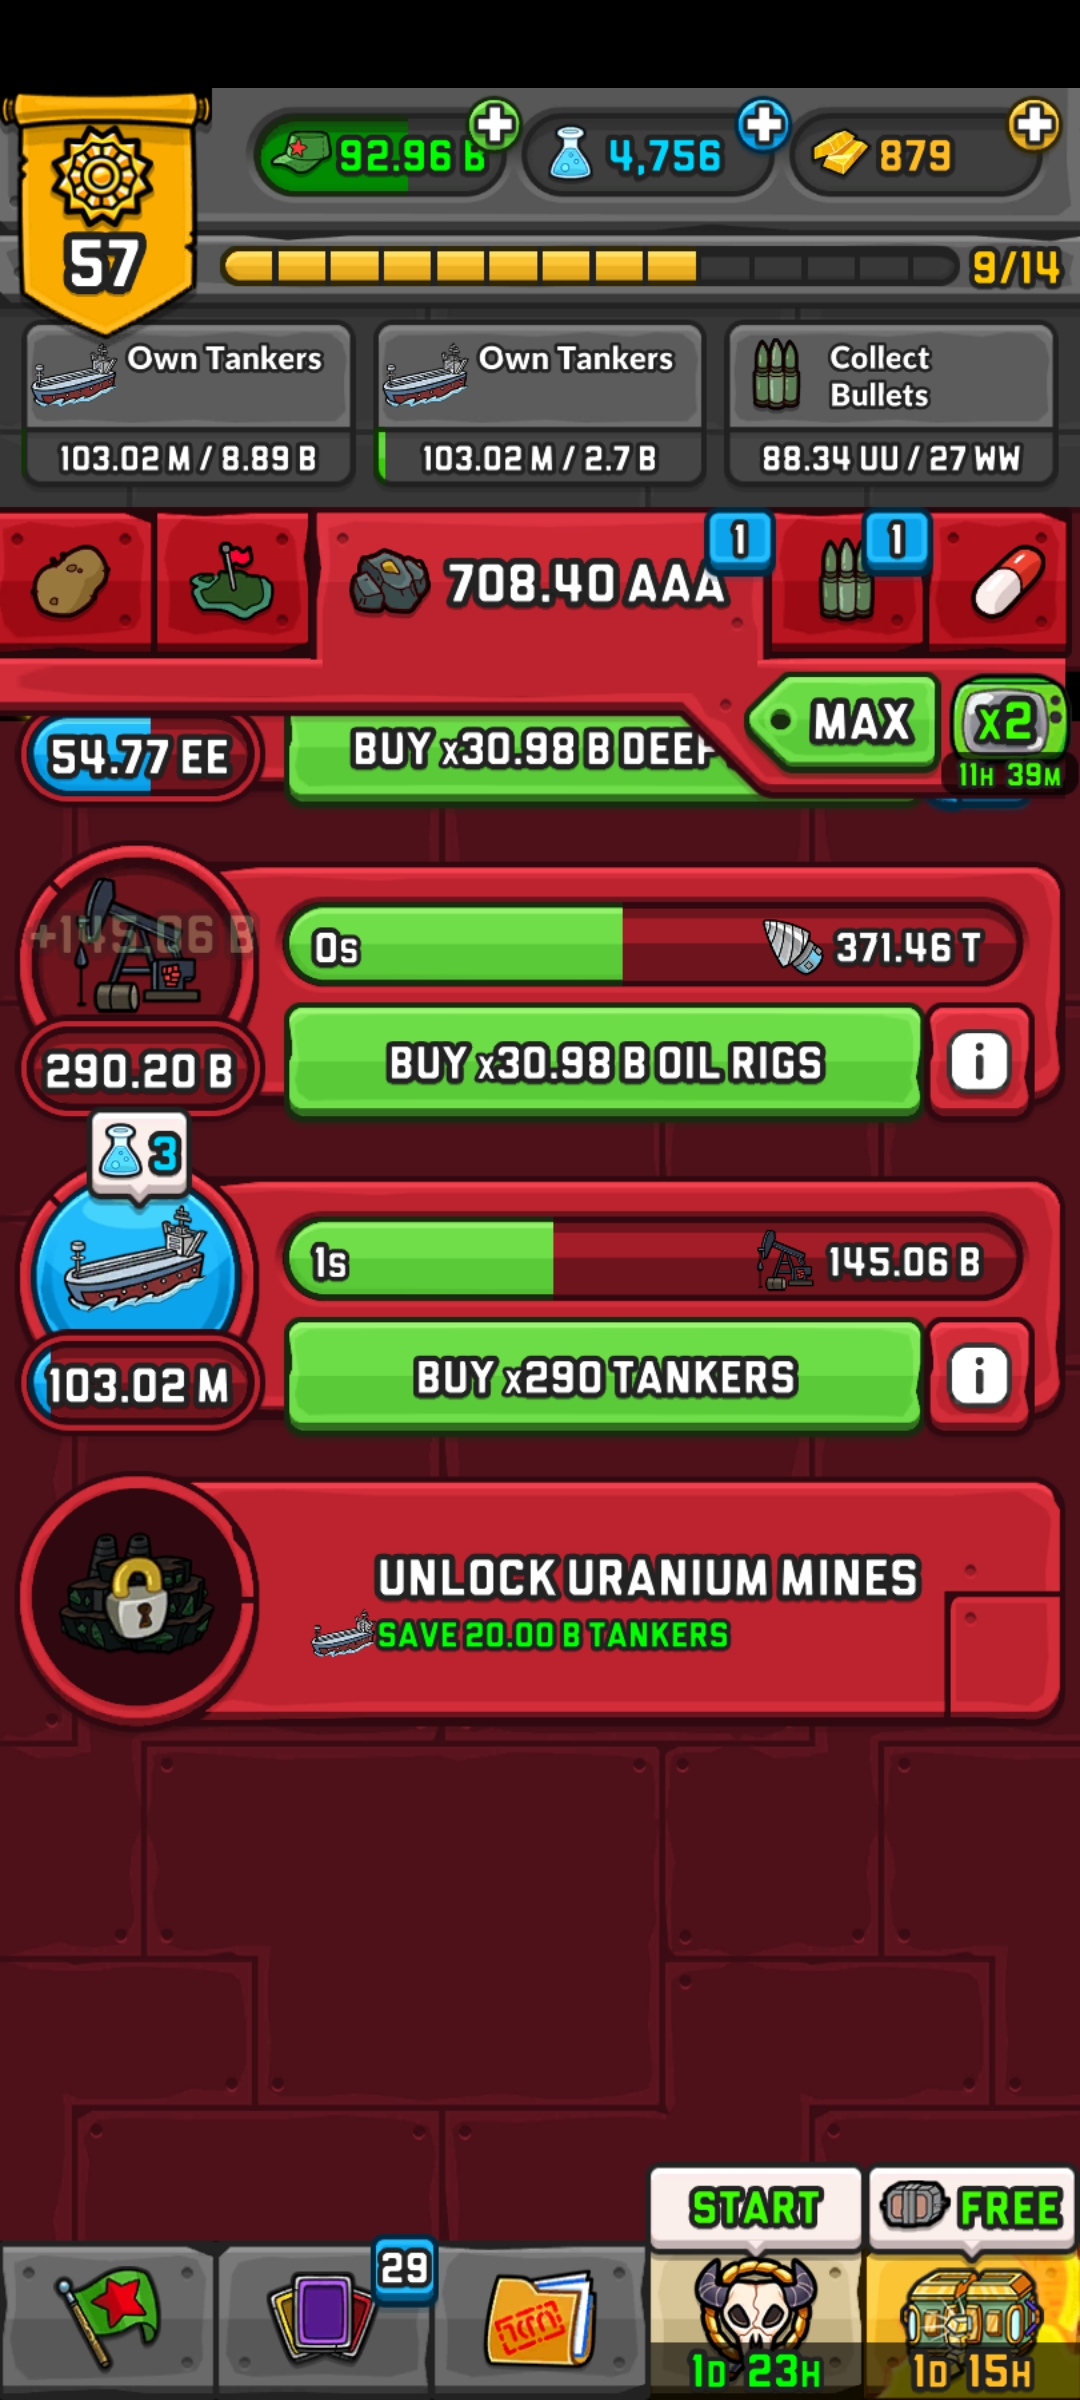 57
92.96 B
4,756
879
9/14
Own Tankers
103.02 M / 8.89 B
Own Tankers
103.02 M / 2.7 B
Collect
Bullets
88.34 UU / 27 WW
708.40 AAA
1
1
MAX
x2
11H 39M
54.77 EE
BUY x30.98 B DEEP
+145.06 B
0s
371.46 T
290.20 B
BUY x30.98 B OIL RIGS
i
3
1s
145.06 B
103.02 M
BUY x290 TANKERS
i
UNLOCK URANIUM MINES
SAVE 20.00 B TANKERS
START
FREE
29
1D 23H
1D 15H